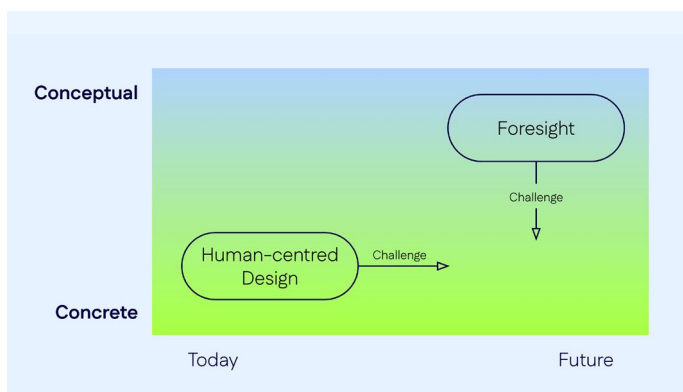 Conceptual
Foresight
Challenge
Human-centred
Design
Challenge
Concrete
Today
Future